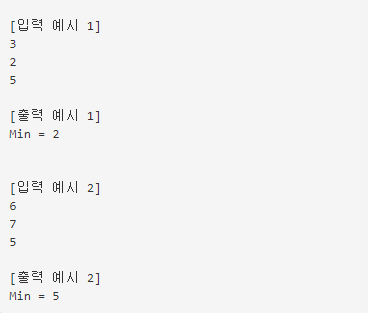 [입력 예시 1]
3
2
5
[출력 예시 1]
Min = 2
[입력 예시 2]
6
7
5
[출력 예시 2]
Min = 5